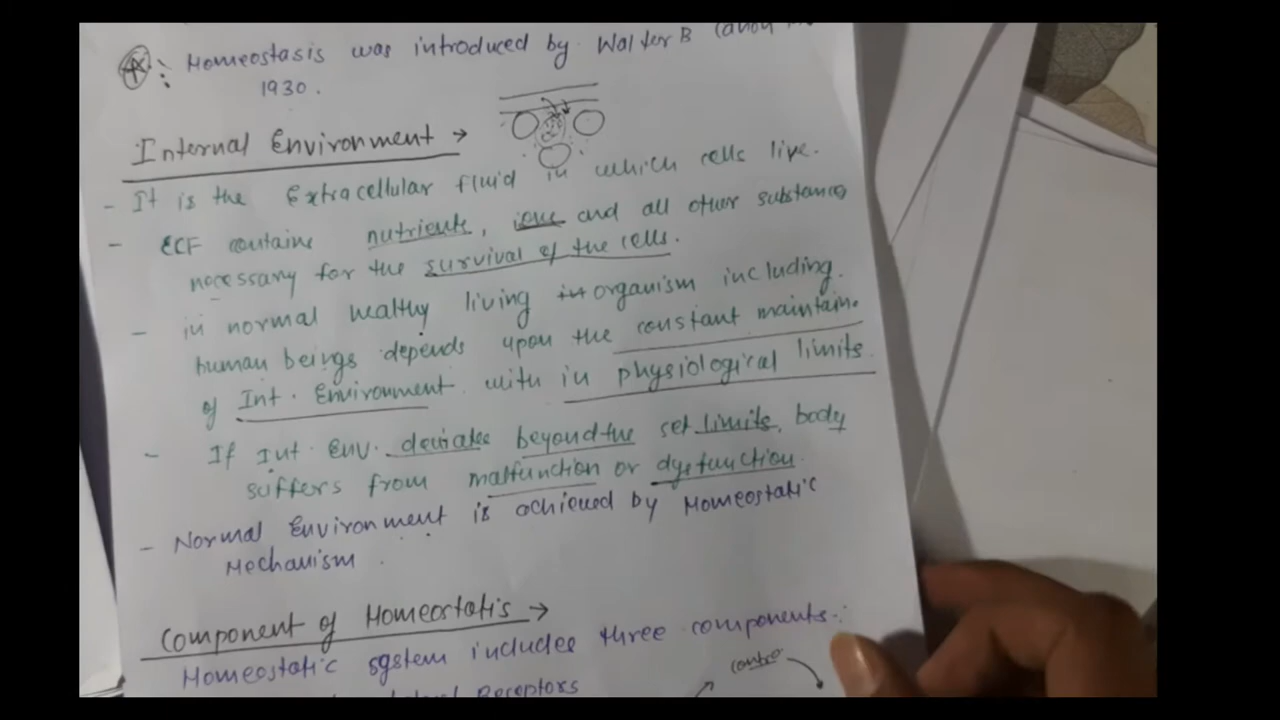 Homeostasis was introduced by Walter B
1930.
Internal Environment →
- It is the Extracellular fluid in which cells live.
- ECF contains nutrients, ions and all other substances
necessary for the survival of the cells.
- in normal healthy living organism including
human beings depends upon the constant maintain.
of Int. Environment with in physiological limits.
- If Int. Env. deviates beyond the set limits, body
suffers from malfunction or dysfunction.
- Normal Environment is achieved by Homeostatic
Mechanism.
Component of Homeostatis →
Homeostatic system includes three components:
Receptors